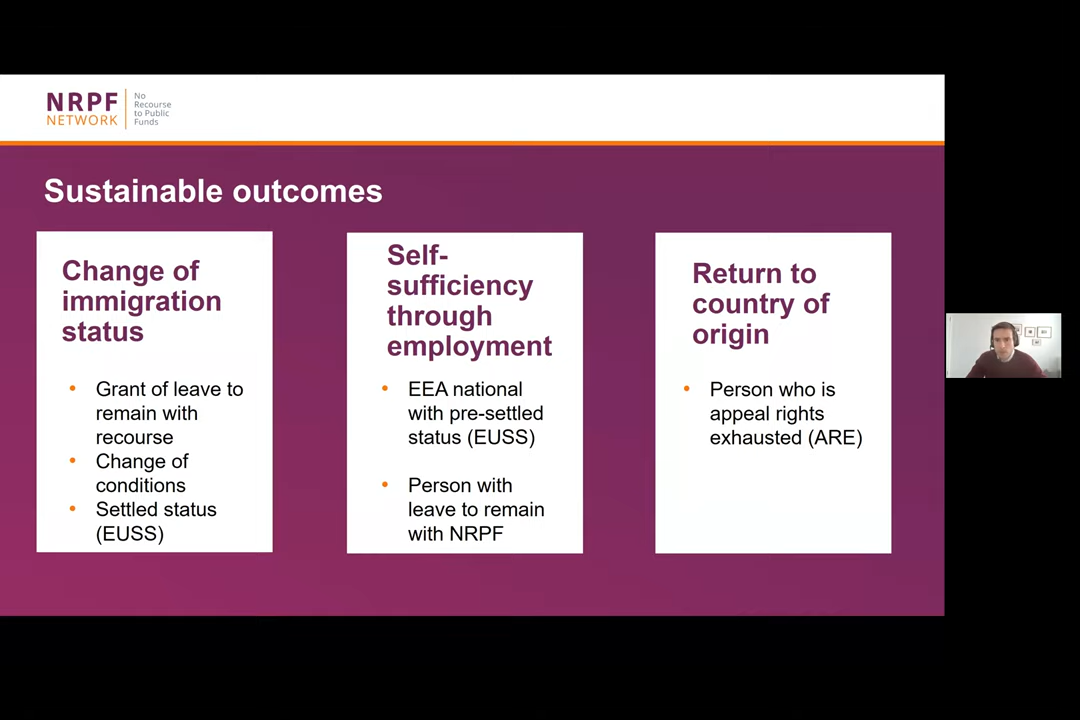 NRPF
NETWORK
No
Recourse
to Public
Funds
Sustainable outcomes
Change of
immigration
status
• Grant of leave to
remain with
recourse
• Change of
conditions
• Settled status
(EUSS)
Self-
sufficiency
through
employment
• EEA national
with pre-settled
status (EUSS)
• Person with
leave to remain
with NRPF
Return to
country of
origin
• Person who is
appeal rights
exhausted (ARE)